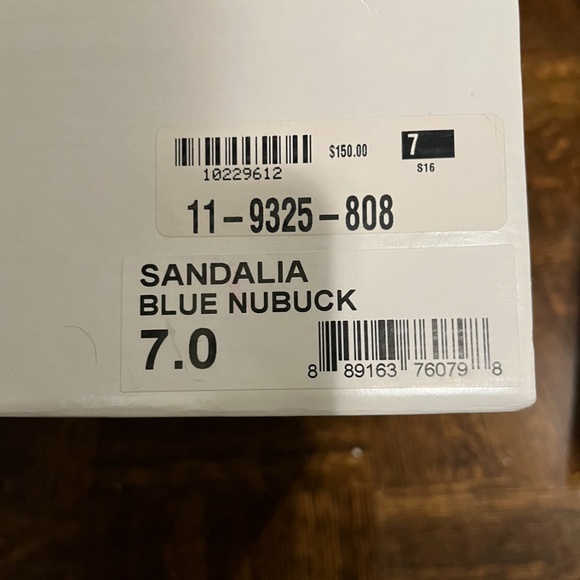 $150.00
7
S16
10229612
11-9325-808
SANDALIA
BLUE NUBUCK
7.0
8 89163 76079 8